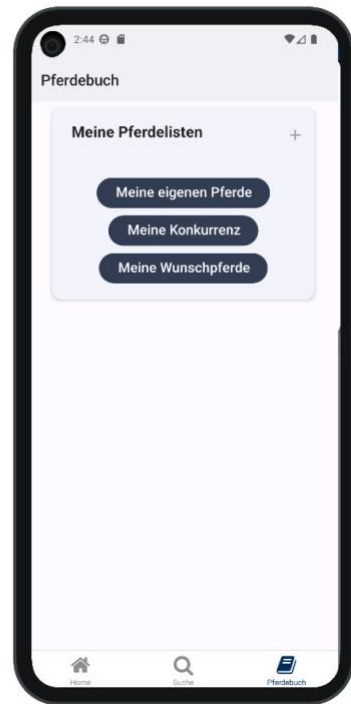 2:44
Pferdebuch
Meine Pferdelisten +
Meine eigenen Pferde
Meine Konkurrenz
Meine Wunschpferde
Home Suche Pferdebuch